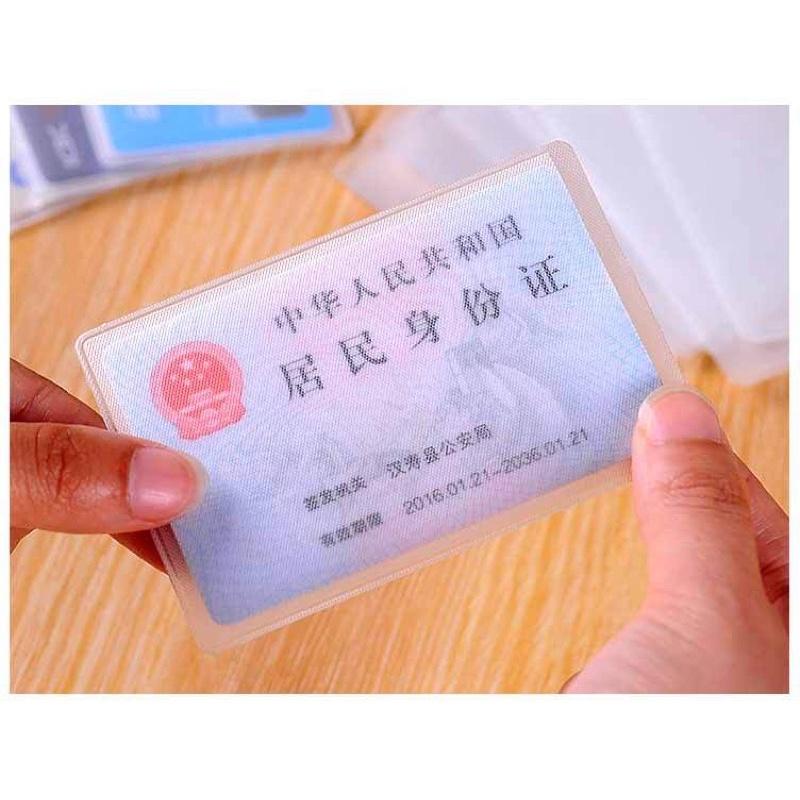 中华人民共和国
居民身份证
签发机关 汉寿县公安局
有效期限 2016.01.21-2036.01.21